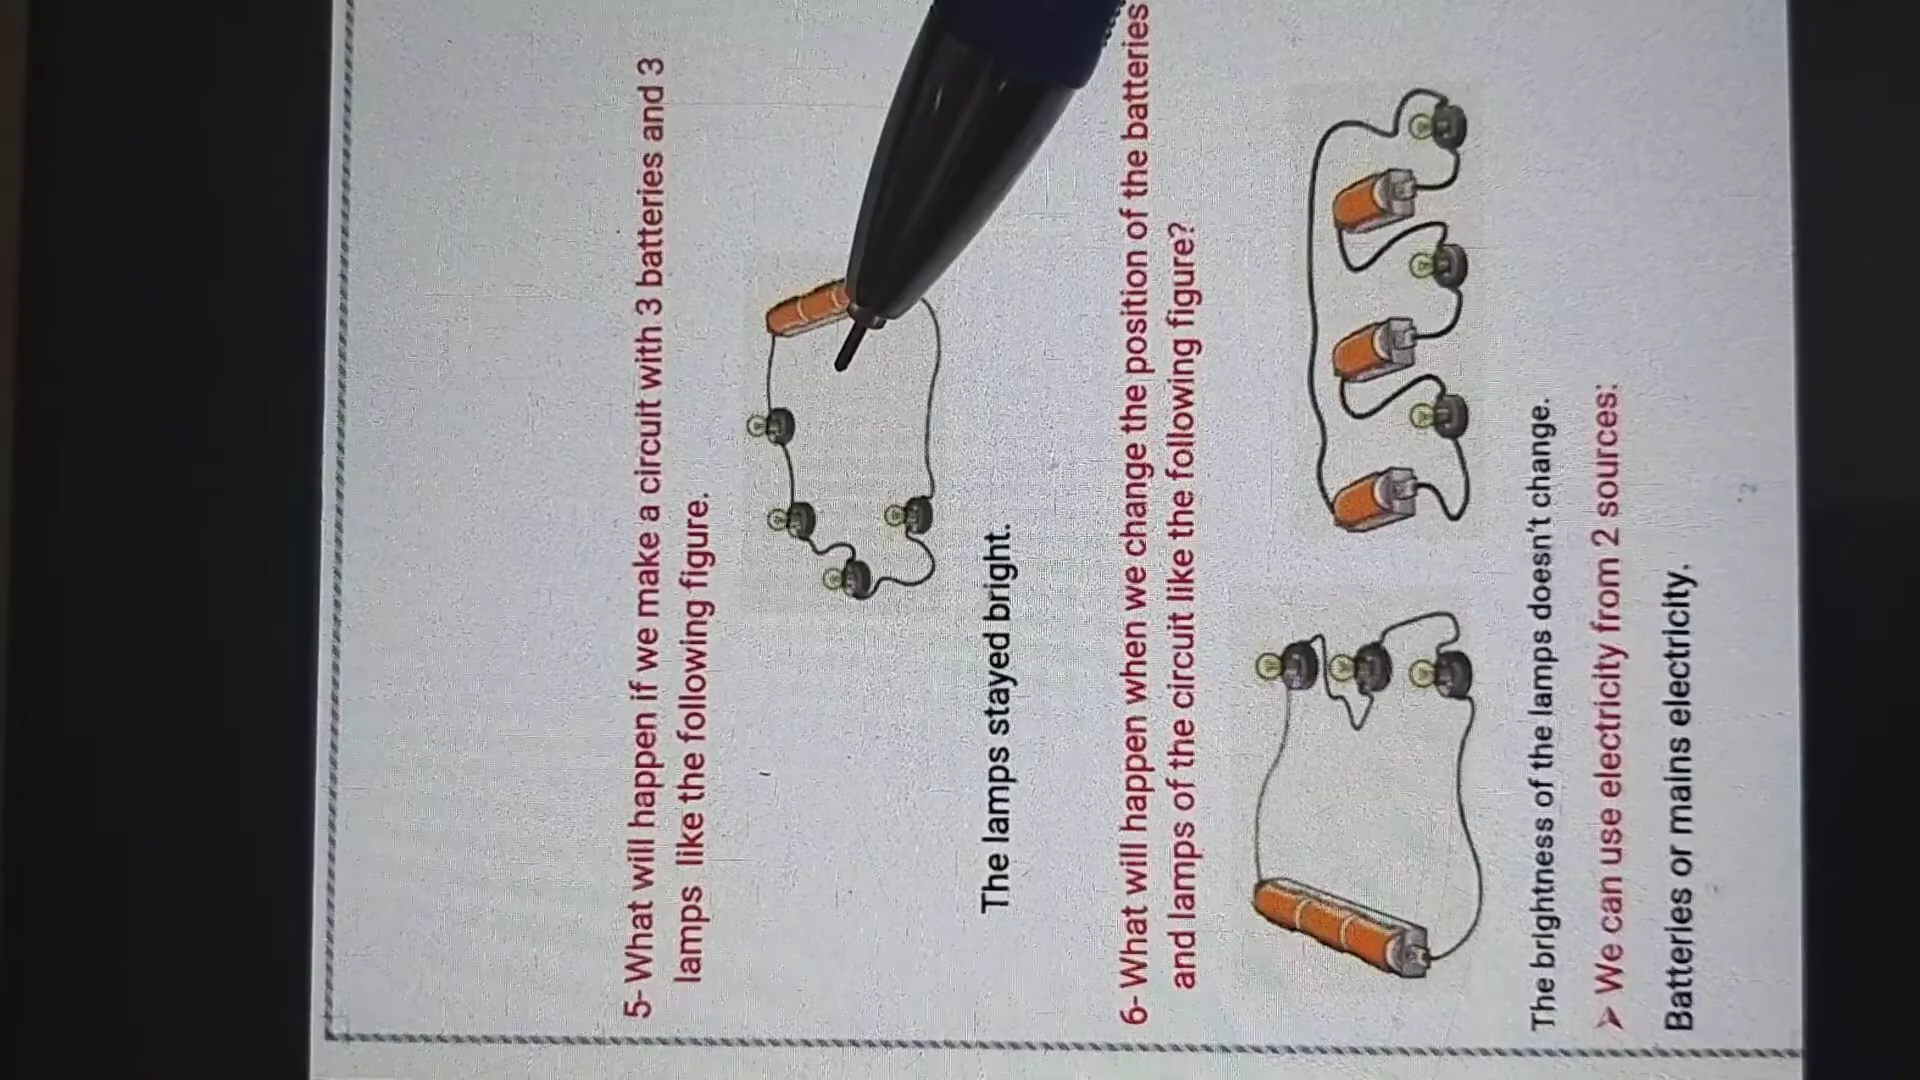 5- What will happen if we make a circuit with 3 batteries and 3
lamps like the following figure.
The lamps stayed bright.
6- What will happen when we change the position of the batteries
and lamps of the circuit like the following figure?
The brightness of the lamps doesn't change.
➤ We can use electricity from 2 sources:
Batteries or mains electricity.